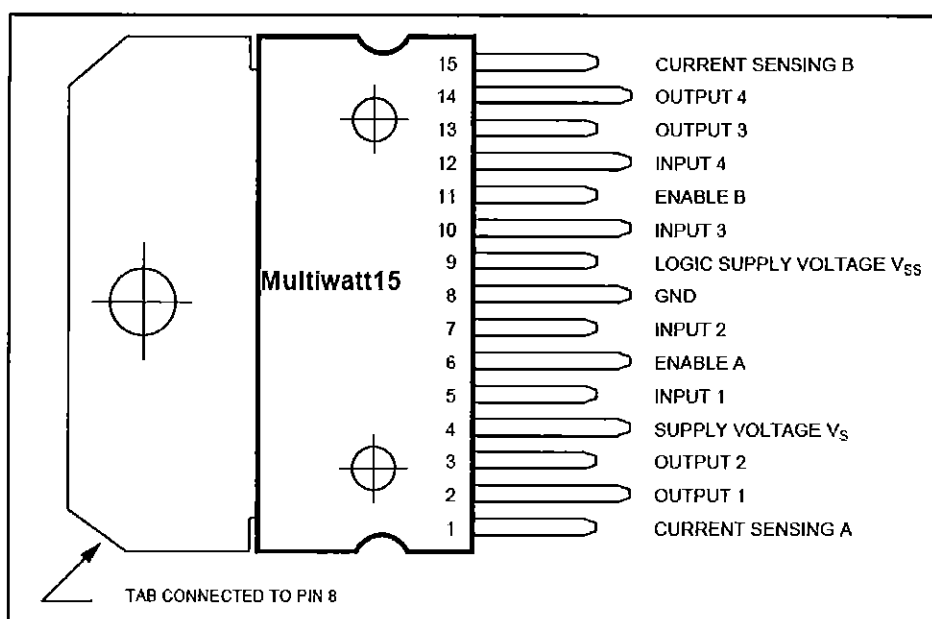 15 CURRENT SENSING B
14 OUTPUT 4
13 OUTPUT 3
12 INPUT 4
11 ENABLE B
10 INPUT 3
9 LOGIC SUPPLY VOLTAGE VSS
Multiwatt15
8 GND
7 INPUT 2
6 ENABLE A
5 INPUT 1
4 SUPPLY VOLTAGE VS
3 OUTPUT 2
2 OUTPUT 1
1 CURRENT SENSING A
TAB CONNECTED TO PIN 8